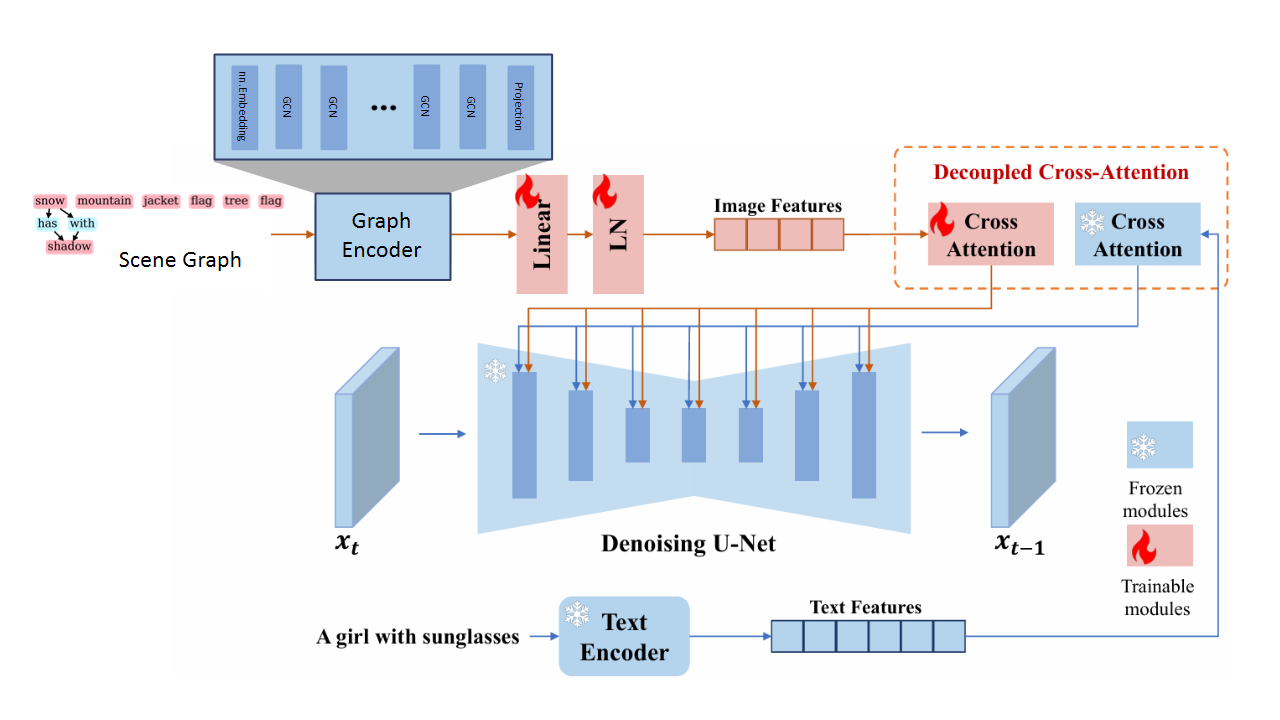 nn.Embedding
GCN
GCN
...
GCN
GCN
Projection
snow mountain jacket flag tree flag
has with
shadow
Scene Graph
Graph
Encoder
Linear
LN
Image Features
Decoupled Cross-Attention
Cross
Attention
Cross
Attention
x_t
Denoising U-Net
x_{t-1}
Frozen
modules
Trainable
modules
A girl with sunglasses
Text
Encoder
Text Features